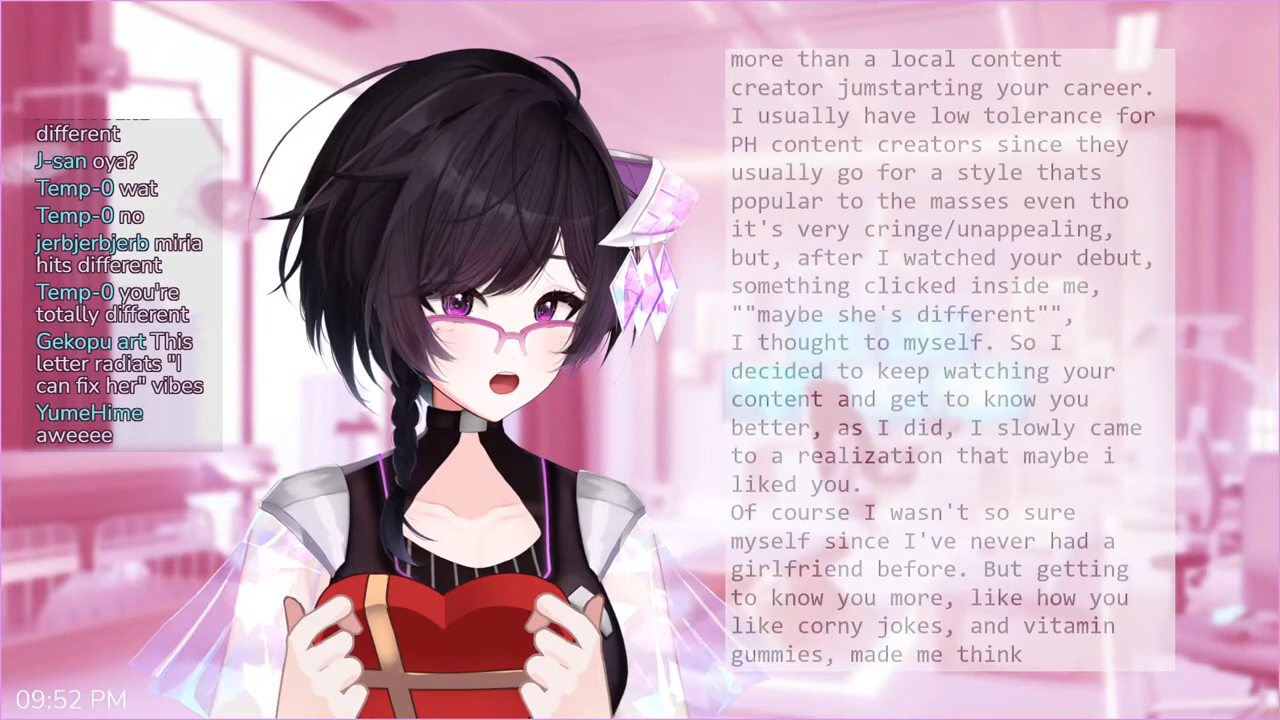 different
J-san oya?
Temp-0 wat
Temp-0 no
jerbjerbjerb miria
hits different
Temp-0 you're
totally different
Gekopu art This
letter radiats "I
can fix her" vibes
YumeHime
aweeee
more than a local content
creator jumstarting your career.
I usually have low tolerance for
PH content creators since they
usually go for a style thats
popular to the masses even tho
it's very cringe/unappealing,
but, after I watched your debut,
something clicked inside me,
""maybe she's different"",
I thought to myself. So I
decided to keep watching your
content and get to know you
better, as I did, I slowly came
to a realization that maybe i
liked you.
Of course I wasn't so sure
myself since I've never had a
girlfriend before. But getting
to know you more, like how you
like corny jokes, and vitamin
gummies, made me think
09:52 PM